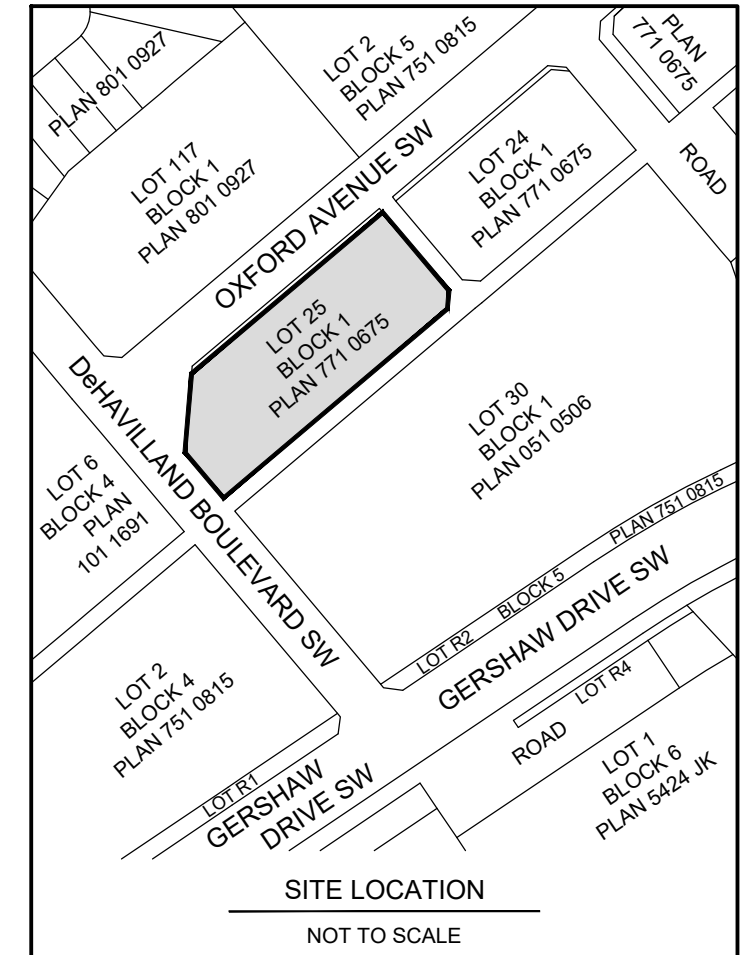 PLAN 801 0927
LOT 2
BLOCK 5
PLAN 751 0815
PLAN
771 0675
LOT 117
BLOCK 1
PLAN 801 0927
OXFORD AVENUE SW
LOT 24
BLOCK 1
PLAN 771 0675
ROAD
LOT 25
BLOCK 1
PLAN 771 0675
DeHAVILLAND BOULEVARD SW
LOT 30
BLOCK 1
PLAN 051 0506
LOT 6
BLOCK 4
PLAN
101 1691
LOT R2 BLOCK 5 PLAN 751 0815
GERSHAW DRIVE SW
LOT 2
BLOCK 4
PLAN 751 0815
LOT R1
GERSHAW
DRIVE SW
ROAD
LOT R4
LOT 1
BLOCK 6
PLAN 5424 JK
SITE LOCATION
NOT TO SCALE